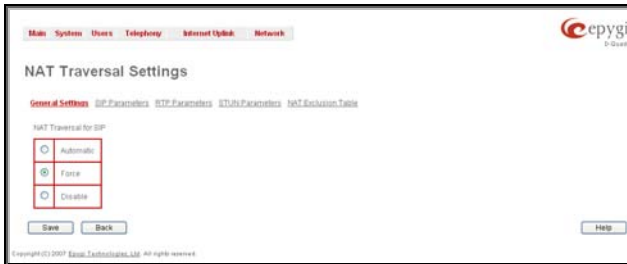 Main System Users Telephony Internet Uplink Network
epygi
NAT Traversal Settings
General Settings SIP Parameters RTP Parameters STUN Parameters NAT Exclusion Table
NAT Traversal for SIP
Automatic
Force
Disable
Save Back Help
Copyright (C) 2007 Epygi Technologies, Ltd. All rights reserved.